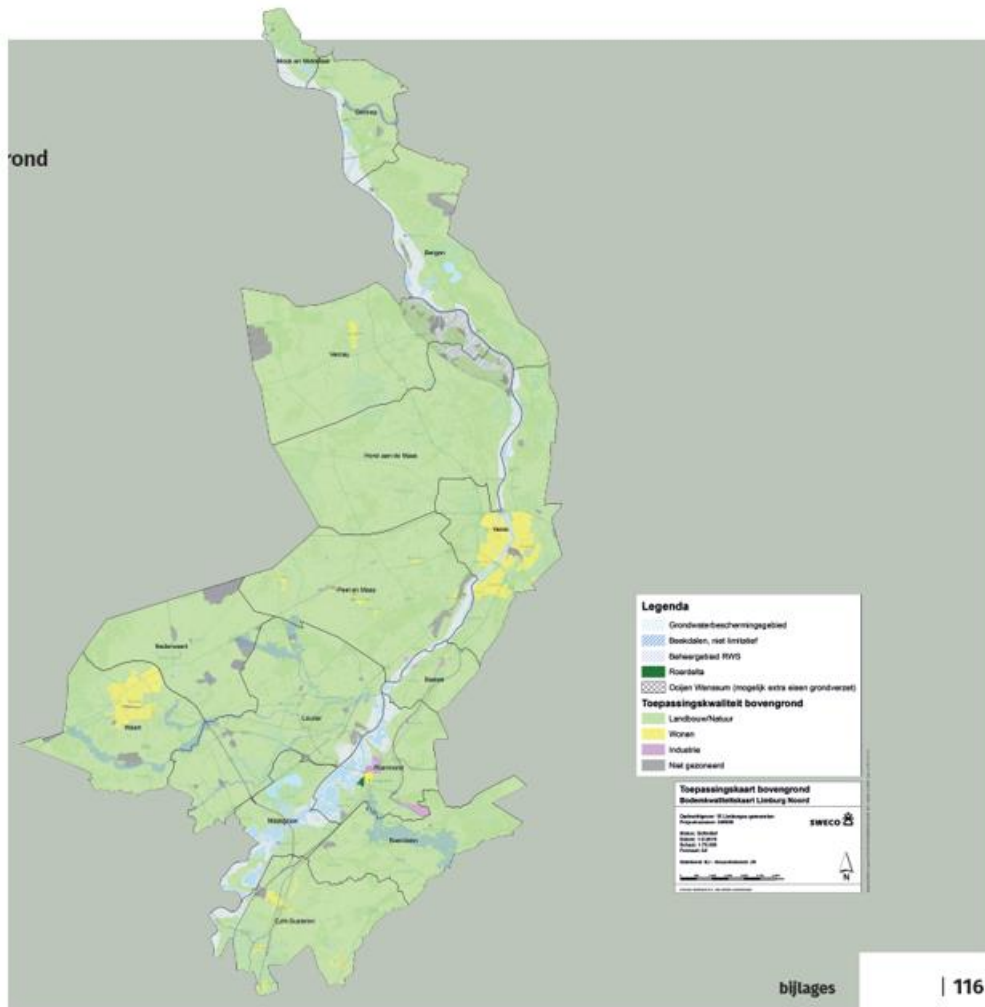 rond
Mook en Middelaar
Gennep
Bergen
Venray
Horst aan de Maas
Venlo
Peel en Maas
Nederweert
Beesel
Weert
Leudal
Roermond
Maasgouw
Roerdalen
Echt-Susteren
Legenda
Grondwaterbeschermingsgebied
Beekdalen, niet limitatief
Beheergebied RWS
Roerdelta
Ooijen Wanssum (mogelijk extra eisen grondverzet)
Toepassingskwaliteit bovengrond
Landbouw/Natuur
Wonen
Industrie
Niet gezoneerd
Toepassingskaart bovengrond
Bodemkwaliteitskaart Limburg Noord
SWECO
N
bijlages
| 116